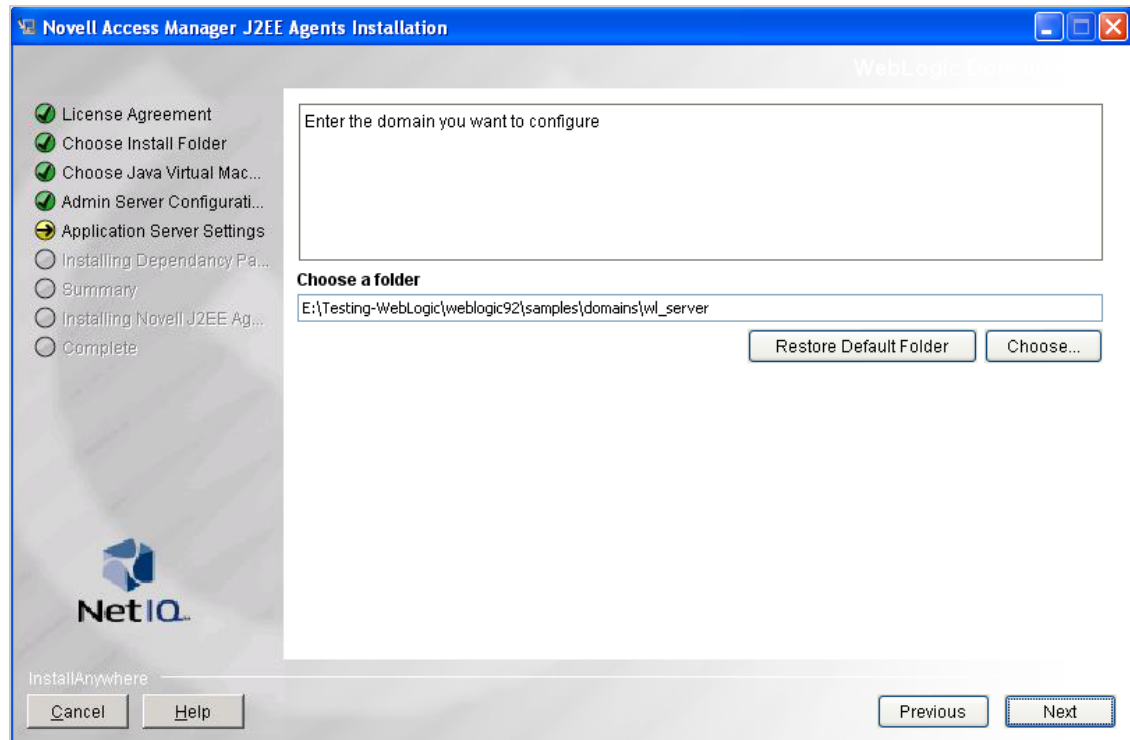 Novell Access Manager J2EE Agents Installation
WebLogic
License Agreement
Choose Install Folder
Choose Java Virtual Mac...
Admin Server Configurati...
Application Server Settings
Installing Dependancy Pa...
Summary
Installing Novell J2EE Ag...
Complete
Enter the domain you want to configure
Choose a folder
E:\Testing-WebLogic\weblogic92\samples\domains\wl_server
Restore Default Folder
Choose...
NetIQ
InstallAnywhere
Cancel
Help
Previous
Next